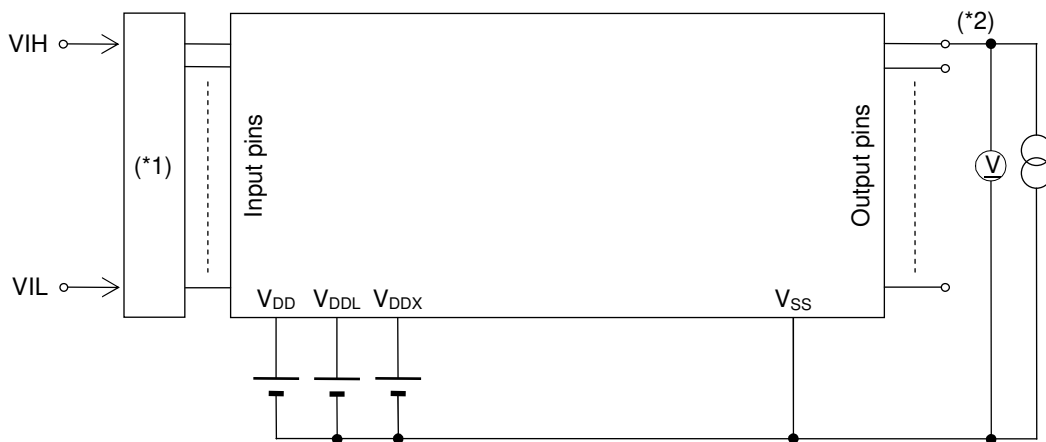 (*2)
VIH
(*1)
Input pins
Output pins
V
VIL
VDD
VDDL
VDDX
VSS